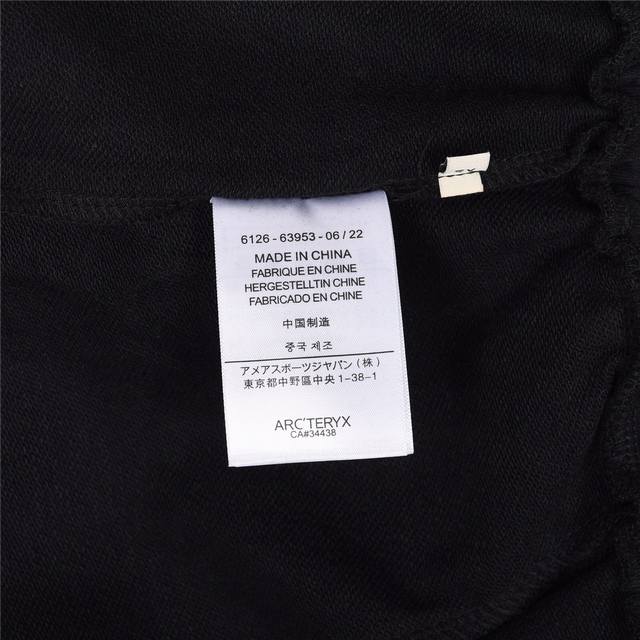 6126 - 63953 - 06 / 22
MADE IN CHINA
FABRIQUE EN CHINE
HERGESTELLTIN CHINE
FABRICADO EN CHINE
中国制造
중국 제조
アメアスポーツジャパン (株)
東京都中野區中央 1-38-1
ARC'TERYX
CA#34438